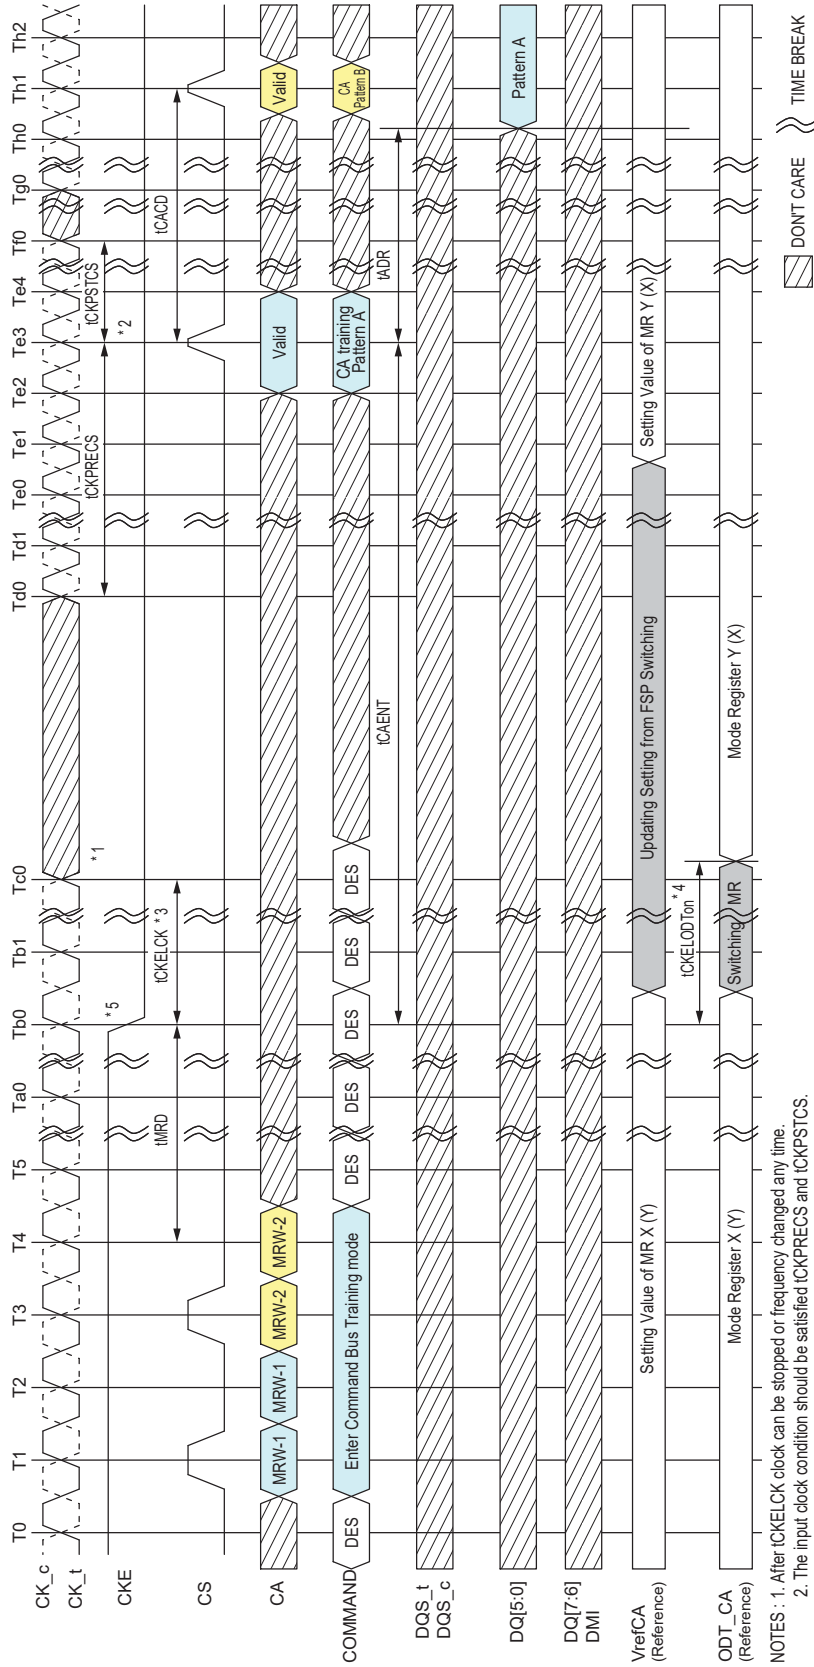 T0 T1 T2 T3 T4 T5 Ta0 Tb0 Tb1 Tc0 Td0 Td1 Te0 Te1 Te2 Te3 Te4 Tf0 Tg0 Th0 Th1 Th2
CK_c
CK_t
tCKPRECS tCKPSTCS
CKE
*5 *1 *2
tMRD tCKELCK *3 tCACD
CS
CA MRW-1 MRW-1 MRW-2 MRW-2 Valid Valid
COMMAND DES Enter Command Bus Training mode DES DES DES DES DES CA training Pattern A CA Pattern B
tCAENT tADR
DQS_t
DQS_c
DQ[5:0] Pattern A
DQ[7:6]
DMI
VrefCA
(Reference)
Setting Value of MR X (Y) Updating Setting from FSP Switching Setting Value of MR Y (X)
tCKELODTon *4
ODT_CA
(Reference)
Mode Register X (Y) Switching MR Mode Register Y (X)
NOTES : 1. After tCKELCK clock can be stopped or frequency changed any time.
2. The input clock condition should be satisfied tCKPRECS and tCKPSTCS.
DON'T CARE TIME BREAK